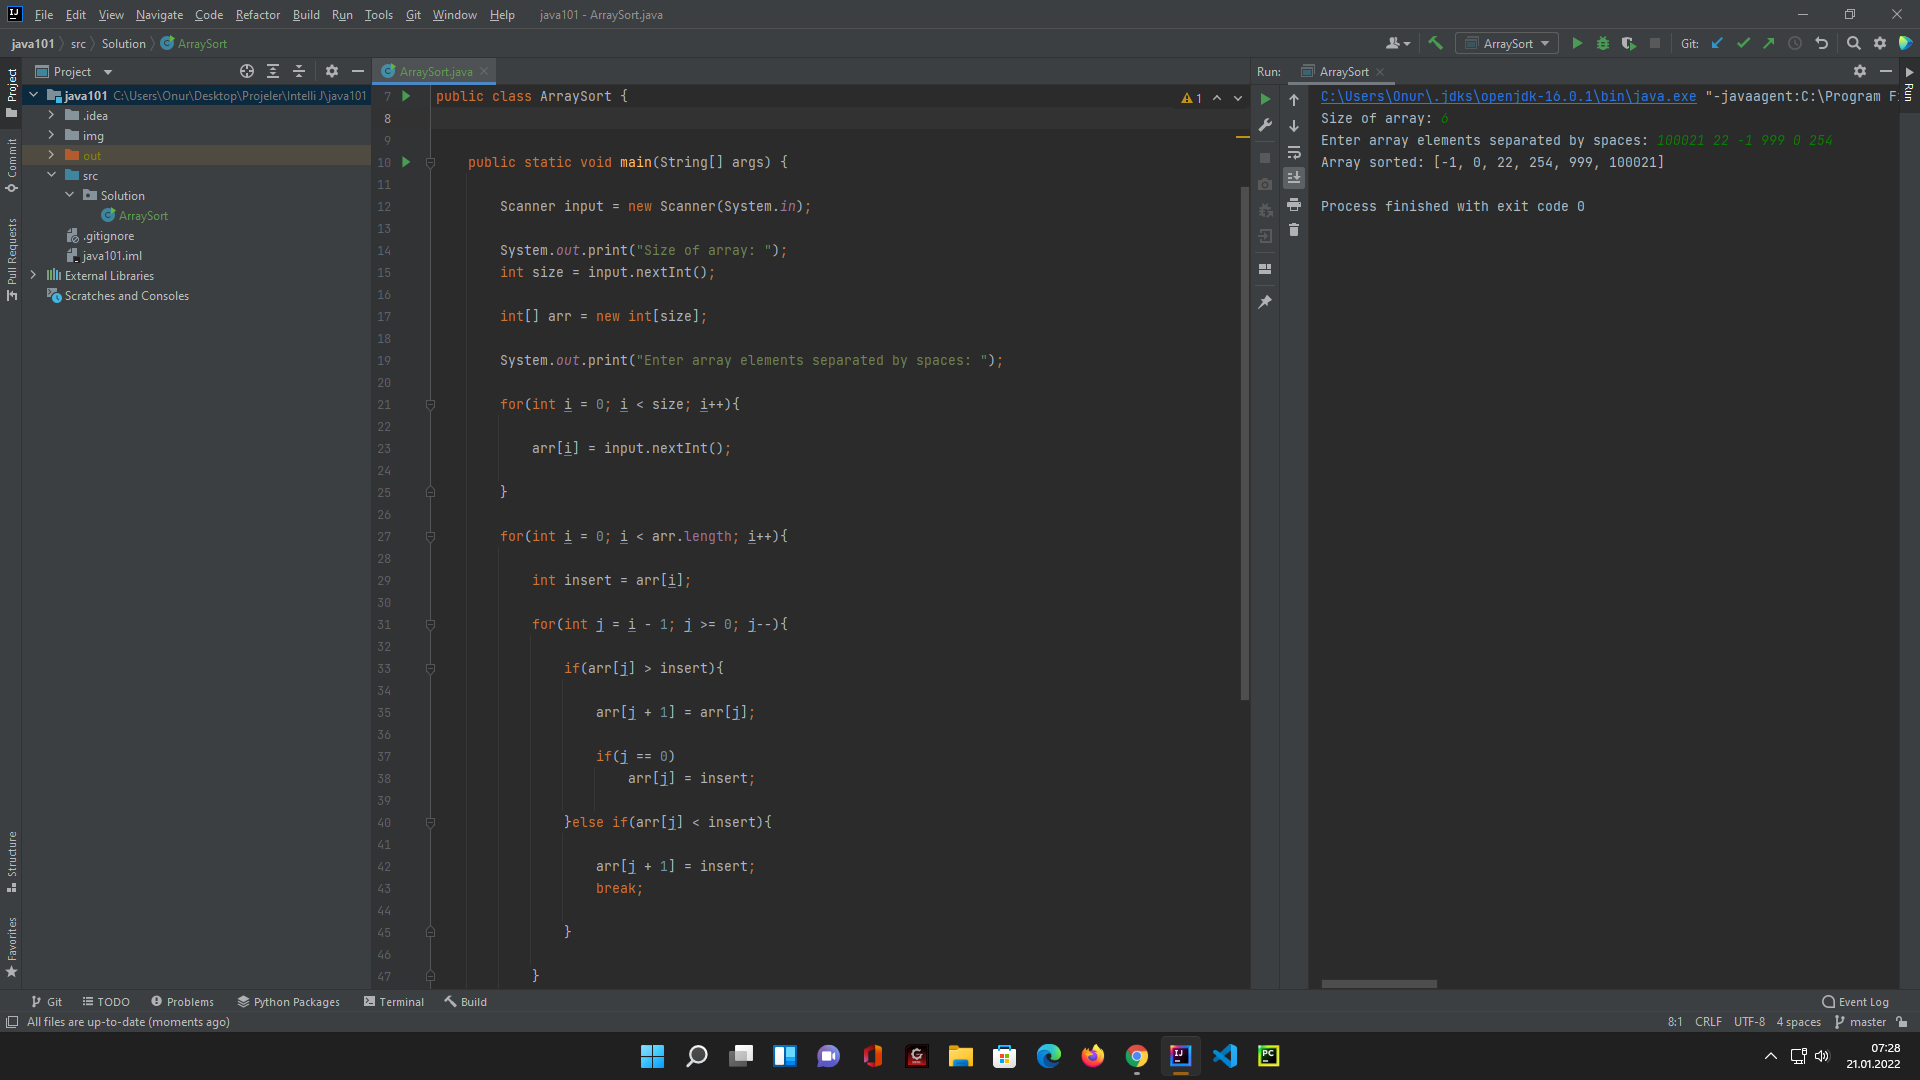 File Edit View Navigate Code Refactor Build Run Tools Git Window Help java101 - ArraySort.java
java101 src Solution ArraySort
ArraySort Git:
Project
ArraySort.java
Run: ArraySort
java101 C:\Users\Onur\Desktop\Projeler\Intelli J\java101
.idea
img
out
src
Solution
ArraySort
.gitignore
java101.iml
External Libraries
Scratches and Consoles
Project
Commit
Pull Requests
Structure
Favorites
1
7 public class ArraySort {
8
9
10 public static void main(String[] args) {
11
12 Scanner input = new Scanner(System.in);
13
14 System.out.print("Size of array: ");
15 int size = input.nextInt();
16
17 int[] arr = new int[size];
18
19 System.out.print("Enter array elements separated by spaces: ");
20
21 for(int i = 0; i < size; i++){
22
23 arr[i] = input.nextInt();
24
25 }
26
27 for(int i = 0; i < arr.length; i++){
28
29 int insert = arr[i];
30
31 for(int j = i - 1; j >= 0; j--){
32
33 if(arr[j] > insert){
34
35 arr[j + 1] = arr[j];
36
37 if(j == 0)
38 arr[j] = insert;
39
40 }else if(arr[j] < insert){
41
42 arr[j + 1] = insert;
43 break;
44
45 }
46
47 }
C:\Users\Onur\.jdks\openjdk-16.0.1\bin\java.exe "-javaagent:C:\Program F
Size of array: 6
Enter array elements separated by spaces: 100021 22 -1 999 0 254
Array sorted: [-1, 0, 22, 254, 999, 100021]
Process finished with exit code 0
Run
Git TODO Problems Python Packages Terminal Build Event Log
All files are up-to-date (moments ago) 8:1 CRLF UTF-8 4 spaces master
07:28
21.01.2022